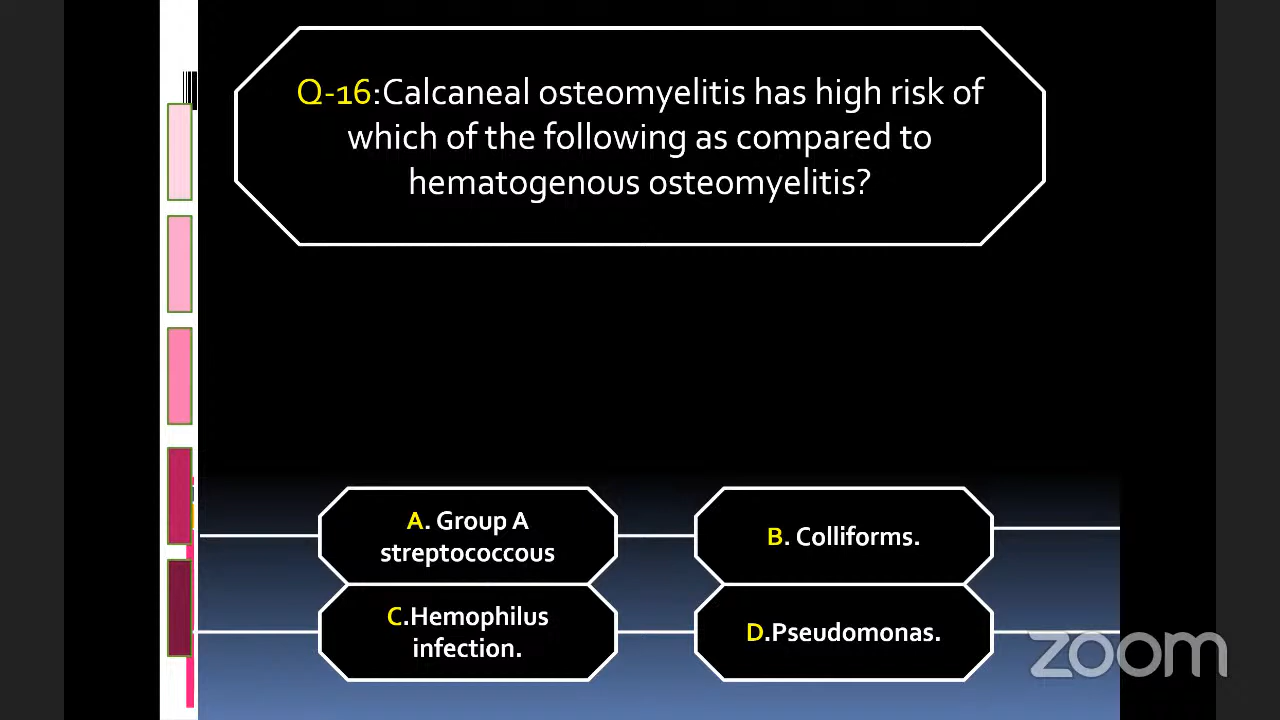 Q-16:Calcaneal osteomyelitis has high risk of
which of the following as compared to
hematogenous osteomyelitis?
A. Group A
streptococcous
B. Colliforms.
C.Hemophilus
infection.
D.Pseudomonas.
zoom